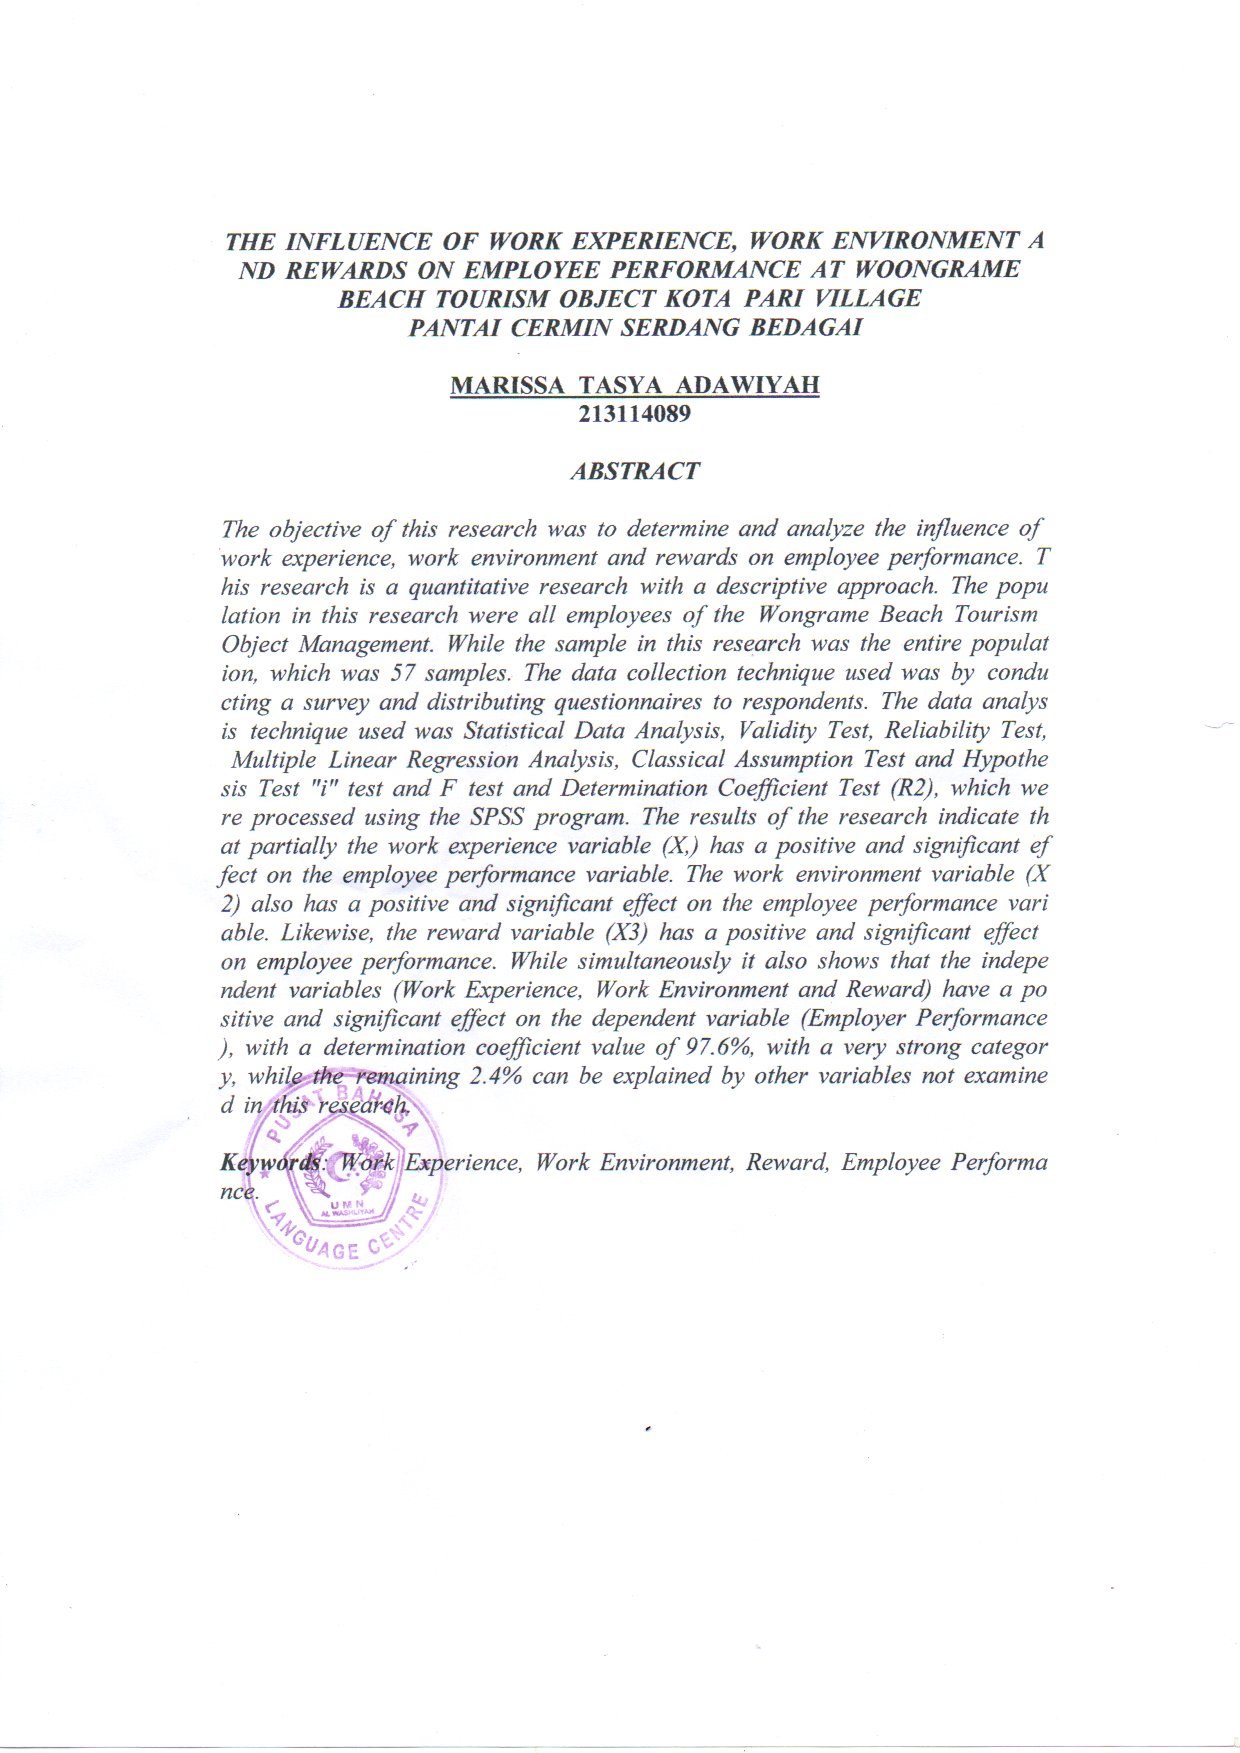 THE INFLUENCE OF WORK EXPERIENCE, WORK ENVIRONMENT A
ND REWARDS ON EMPLOYEE PERFORMANCE AT WOONGRAME
BEACH TOURISM OBJECT KOTA PARI VILLAGE
PANTAI CERMIN SERDANG BEDAGAI
MARISSA TASYA ADAWIYAH
213114089
ABSTRACT
The objective of this research was to determine and analyze the influence of
work experience, work environment and rewards on employee performance. T
his research is a quantitative research with a descriptive approach. The popu
lation in this research were all employees of the Wongrame Beach Tourism
Object Management. While the sample in this research was the entire populat
ion, which was 57 samples. The data collection technique used was by condu
cting a survey and distributing questionnaires to respondents. The data analys
is technique used was Statistical Data Analysis, Validity Test, Reliability Test,
Multiple Linear Regression Analysis, Classical Assumption Test and Hypothe
sis Test "i" test and F test and Determination Coefficient Test (R2), which we
re processed using the SPSS program. The results of the research indicate th
at partially the work experience variable (X,) has a positive and significant ef
fect on the employee performance variable. The work environment variable (X
2) also has a positive and significant effect on the employee performance vari
able. Likewise, the reward variable (X3) has a positive and significant effect
on employee performance. While simultaneously it also shows that the indepe
ndent variables (Work Experience, Work Environment and Reward) have a po
sitive and significant effect on the dependent variable (Employer Performance
), with a determination coefficient value of 97.6%, with a very strong categor
y, while the remaining 2.4% can be explained by other variables not examine
d in this research.
Keywords: Work Experience, Work Environment, Reward, Employee Performa
nce.
PUSAT BAHASA
UMN
AL WASHLIYAH
LANGUAGE CENTRE